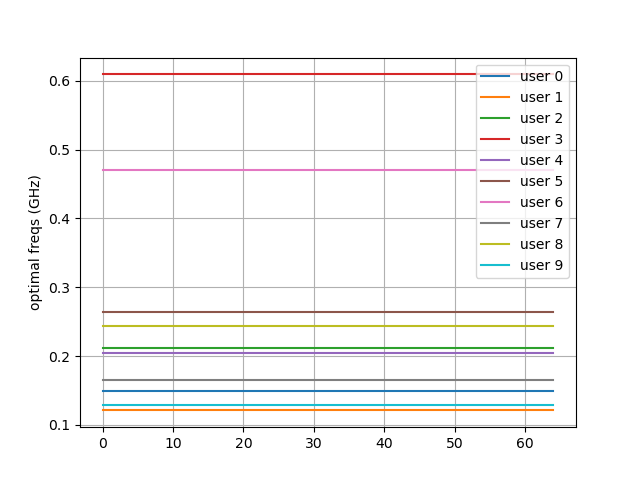 optimal freqs (GHz)
0.6
0.5
0.4
0.3
0.2
0.1
0 10 20 30 40 50 60
user 0
user 1
user 2
user 3
user 4
user 5
user 6
user 7
user 8
user 9